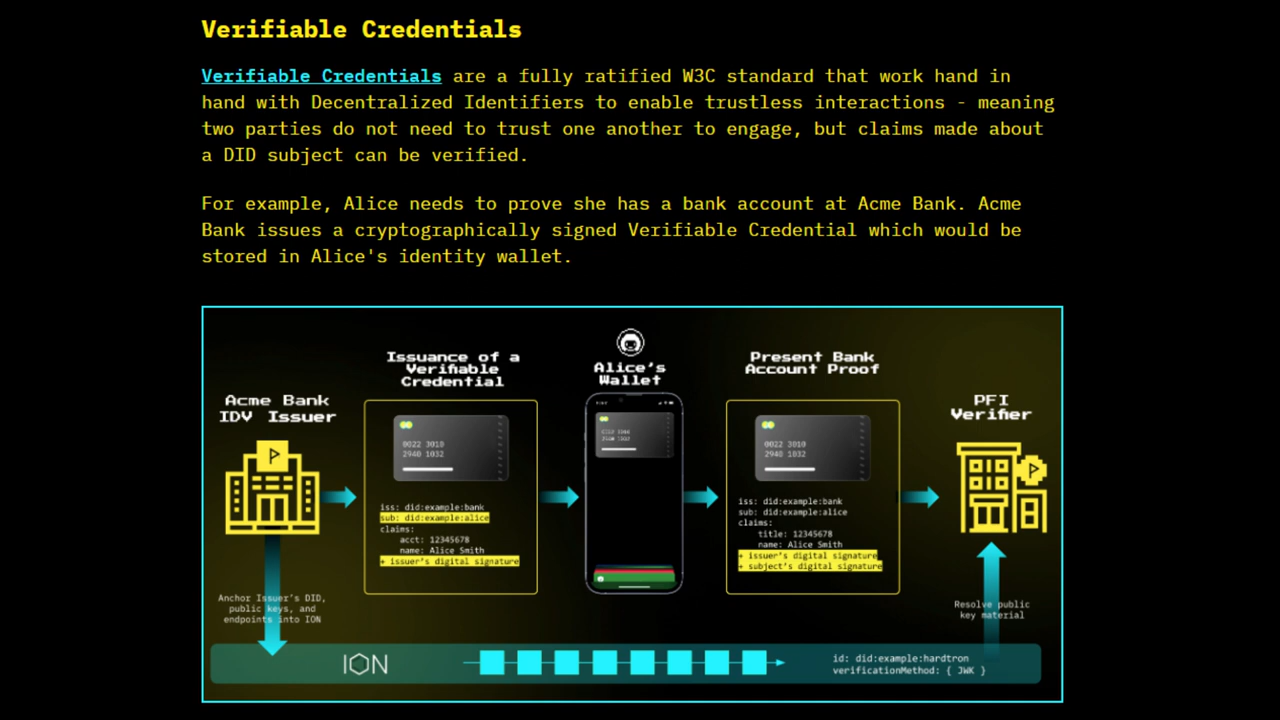 Verifiable Credentials
Verifiable Credentials are a fully ratified W3C standard that work hand in
hand with Decentralized Identifiers to enable trustless interactions - meaning
two parties do not need to trust one another to engage, but claims made about
a DID subject can be verified.
For example, Alice needs to prove she has a bank account at Acme Bank. Acme
Bank issues a cryptographically signed Verifiable Credential which would be
stored in Alice's identity wallet.
Acme Bank
IDV Issuer
Issuance of a
Verifiable
Credential
0022 3010
2940 1032
iss: did:example:bank
sub: did:example:alice
claims:
acct: 12345678
name: Alice Smith
+ issuer's digital signature
Alice's
Wallet
Present Bank
Account Proof
0022 3010
2940 1032
iss: did:example:bank
sub: did:example:alice
claims:
title: 12345678
name: Alice Smith
+ issuer's digital signature
+ subject's digital signature
PFI
Verifier
Anchor Issuer's DID,
public keys, and
endpoints into ION
Resolve public
key material
ION
id: did:example:hardtron
verificationMethod: { JWK }